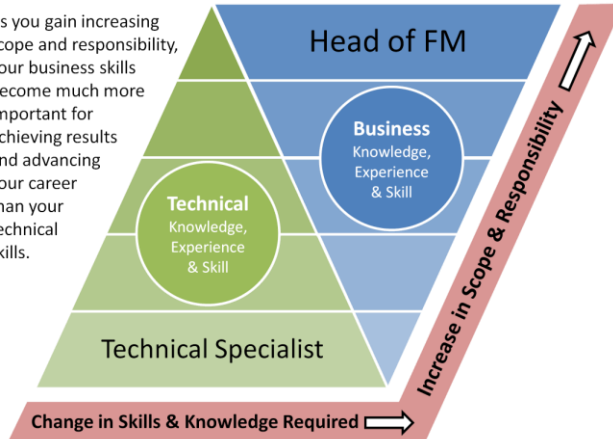 s you gain increasing
cope and responsibility,
our business skills
ecome much more
mportant for
chieving results
nd advancing
our career
han your
echnical
kills.
Head of FM
Business
Knowledge,
Experience
& Skill
Technical
Knowledge,
Experience
& Skill
Technical Specialist
Increase in Scope & Responsibility
Change in Skills & Knowledge Required